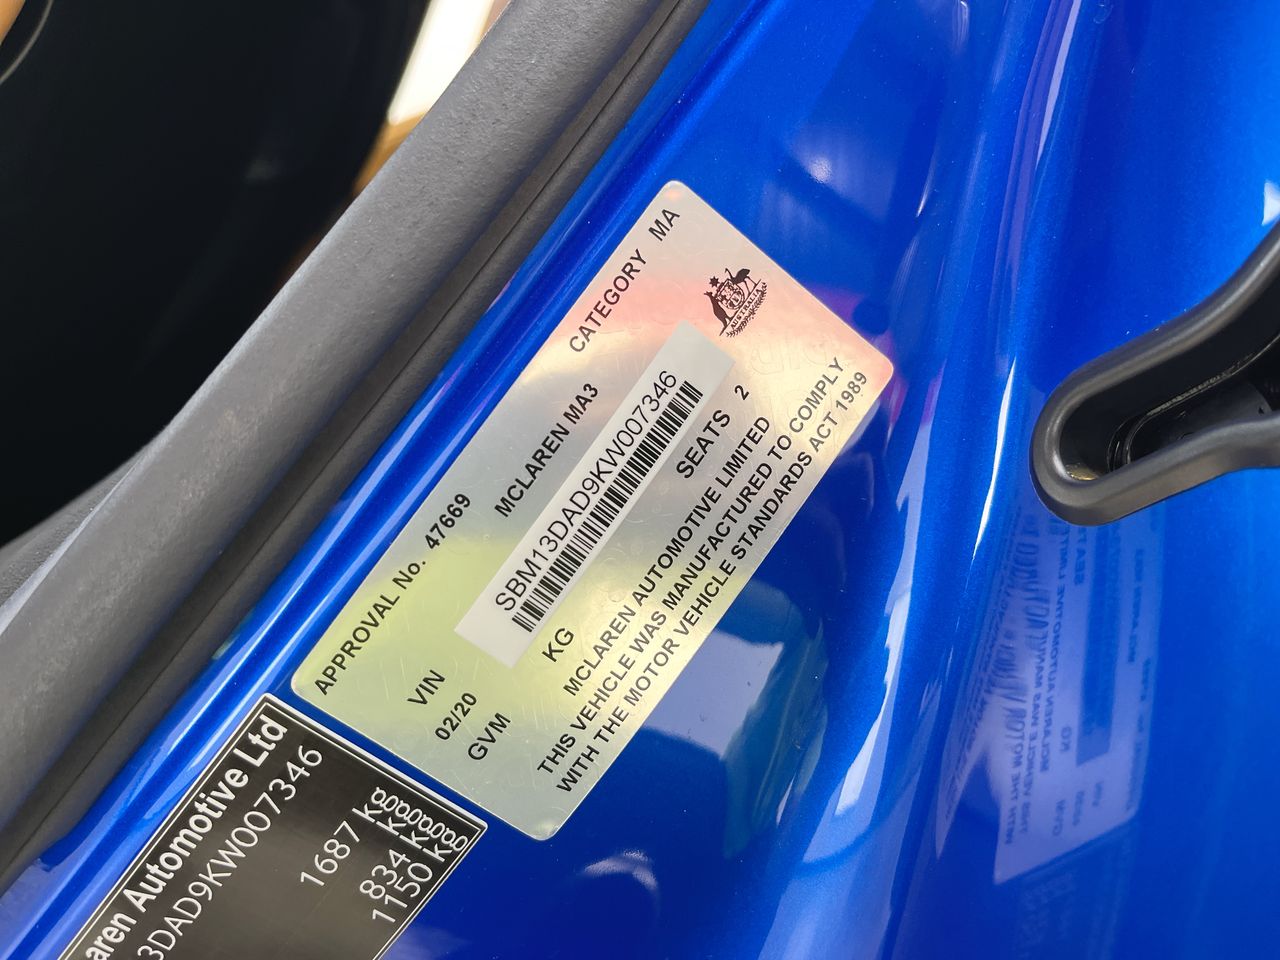 APPROVAL No. 47669 CATEGORY MA
MCLAREN MA3
AUSTRALIA
VIN SBM13DAD9KW007346
02/20
GVM KG SEATS 2
MCLAREN AUTOMOTIVE LIMITED
THIS VEHICLE WAS MANUFACTURED TO COMPLY
WITH THE MOTOR VEHICLE STANDARDS ACT 1989
aren Automotive Ltd
3DAD9KW007346
1687 kg
kg
834 kg
1150 kg